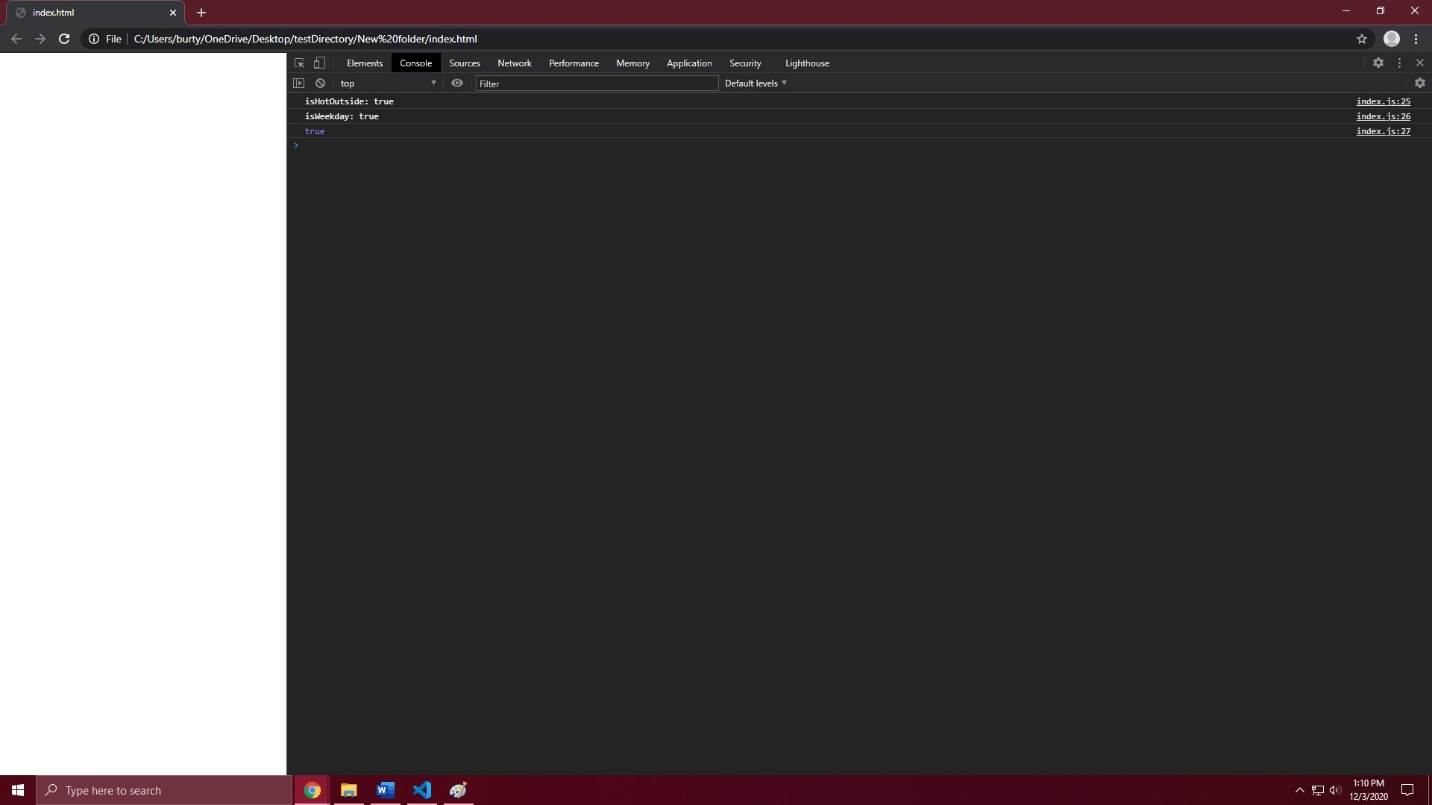 index.html
File C:/Users/burty/OneDrive/Desktop/testDirectory/New%20folder/index.html
Elements Console Sources Network Performance Memory Application Security Lighthouse
top Filter Default levels
isHotOutside: true index.js:25
isWeekday: true index.js:26
true index.js:27
Type here to search
1:10 PM
12/3/2020